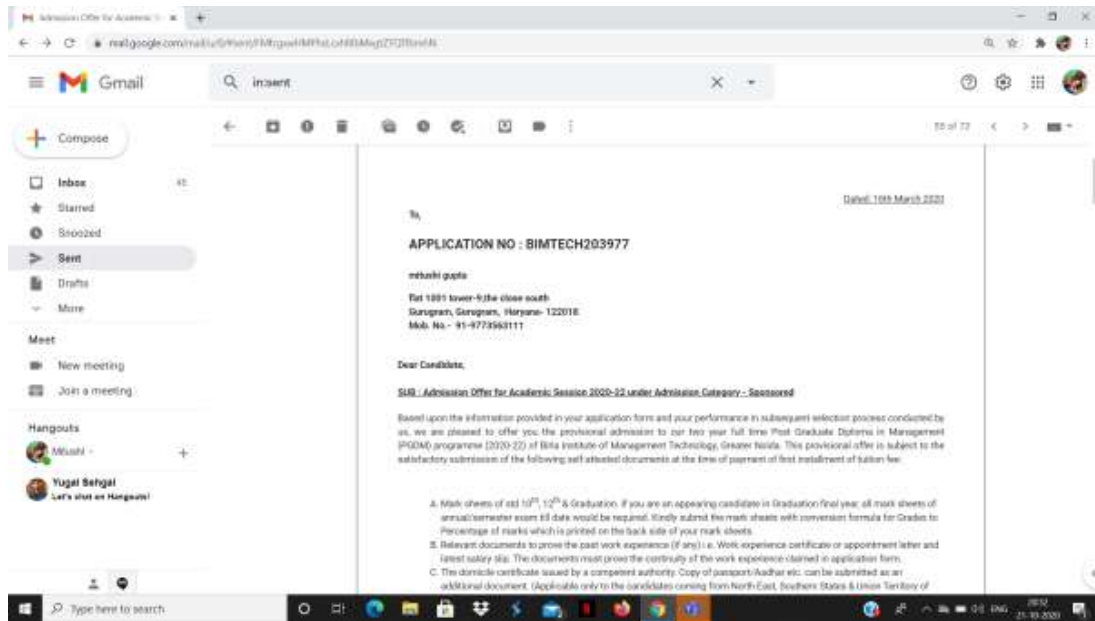 Admission Offer for Academic S
Gmail
in:sent
Compose
Inbox
Starred
Snoozed
Sent
Drafts
More
Meet
New meeting
Join a meeting
Hangouts
Mitushi
Yugal Sehgal
Let's chat on Hangouts!
Dated: 16th March 2020
To,
APPLICATION NO : BIMTECH203977
mitushi gupta
flat 1001 tower-9,the close south
Gurugram, Gurugram, Haryana- 122018
Mob. No.- 91-9773563111
Dear Candidate,
SUB : Admission Offer for Academic Session 2020-22 under Admission Category - Sponsored
Based upon the information provided in your application form and your performance in subsequent selection process conducted by
us, we are pleased to offer you the provisional admission to our two year full time Post Graduate Diploma in Management
(PGDM) programme (2020-22) of Birla Institute of Management Technology, Greater Noida. This provisional offer is subject to the
satisfactory submission of the following self attested documents at the time of payment of first installment of tuition fee:
A. Mark sheets of std 10th, 12th & Graduation. If you are an appearing candidate in Graduation final year, all mark sheets of
annual/semester exam till date would be required. Kindly submit the mark sheets with conversion formula for Grades to
Percentage of marks which is printed on the back side of your mark sheets.
B. Relevant documents to prove the past work experience (if any) i.e. Work experience certificate or appointment letter and
latest salary slip. The documents must prove the continuity of the work experience claimed in application form.
C. The domicile certificate issued by a competent authority. Copy of passport/Aadhar etc. can be submitted as an
additional document. (Applicable only to the candidates coming from North East, Southern States & Union Territory of
Type here to search
ENG
20:12
21-10-2020